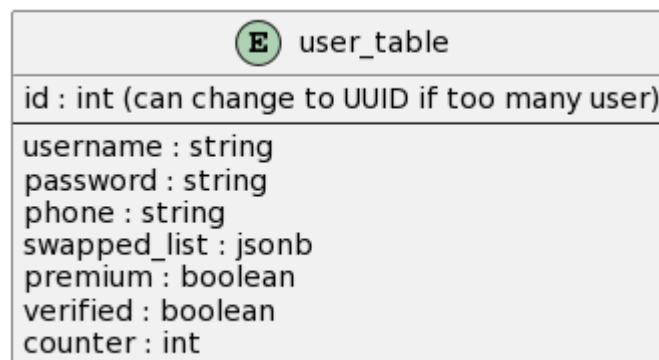 E user_table
id : int (can change to UUID if too many user)
username : string
password : string
phone : string
swapped_list : jsonb
premium : boolean
verified : boolean
counter : int